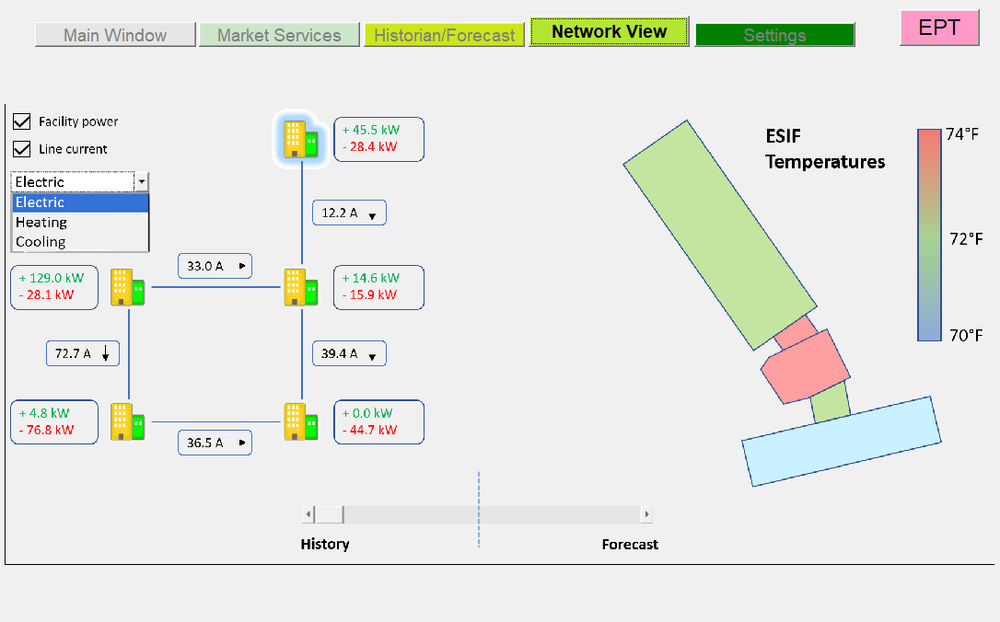 Main Window
Market Services
Historian/Forecast
Network View
Settings
EPT
Facility power
Line current
Electric
Electric
Heating
Cooling
+ 45.5 kW
- 28.4 kW
12.2 A
33.0 A
+ 129.0 kW
- 28.1 kW
+ 14.6 kW
- 15.9 kW
72.7 A
39.4 A
+ 4.8 kW
- 76.8 kW
+ 0.0 kW
- 44.7 kW
36.5 A
ESIF
Temperatures
74°F
72°F
70°F
History
Forecast